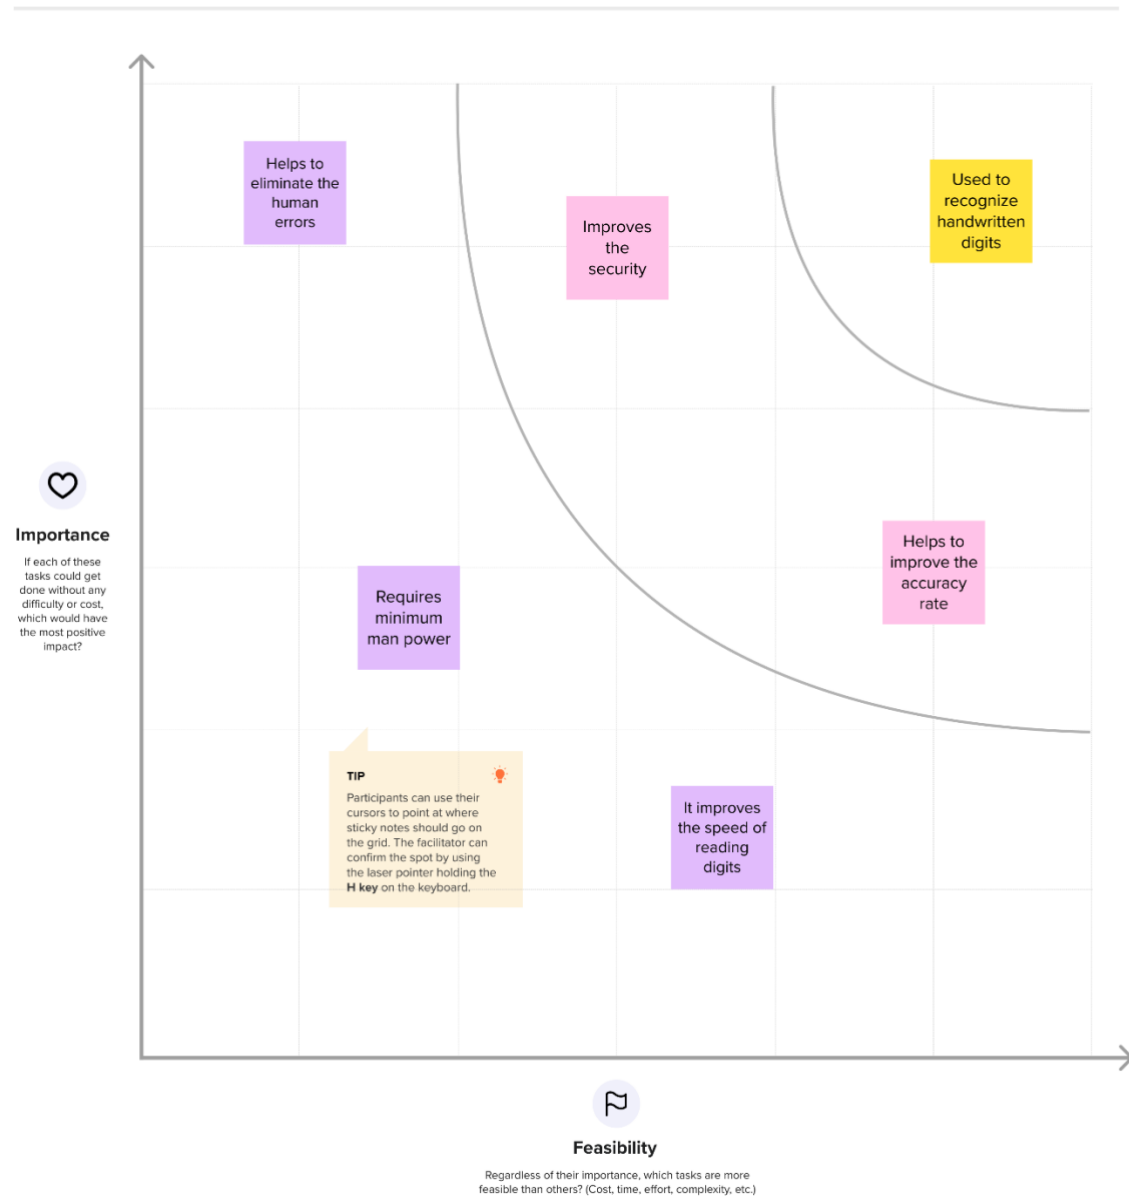 Helps to
eliminate the
human
errors
Improves
the
security
Used to
recognize
handwritten
digits
Importance
If each of these
tasks could get
done without any
difficulty or cost,
which would have
the most positive
impact?
Requires
minimum
man power
Helps to
improve the
accuracy
rate
TIP
Participants can use their
cursors to point at where
sticky notes should go on
the grid. The facilitator can
confirm the spot by using
the laser pointer holding the
H key on the keyboard.
It improves
the speed of
reading
digits
Feasibility
Regardless of their importance, which tasks are more
feasible than others? (Cost, time, effort, complexity, etc.)